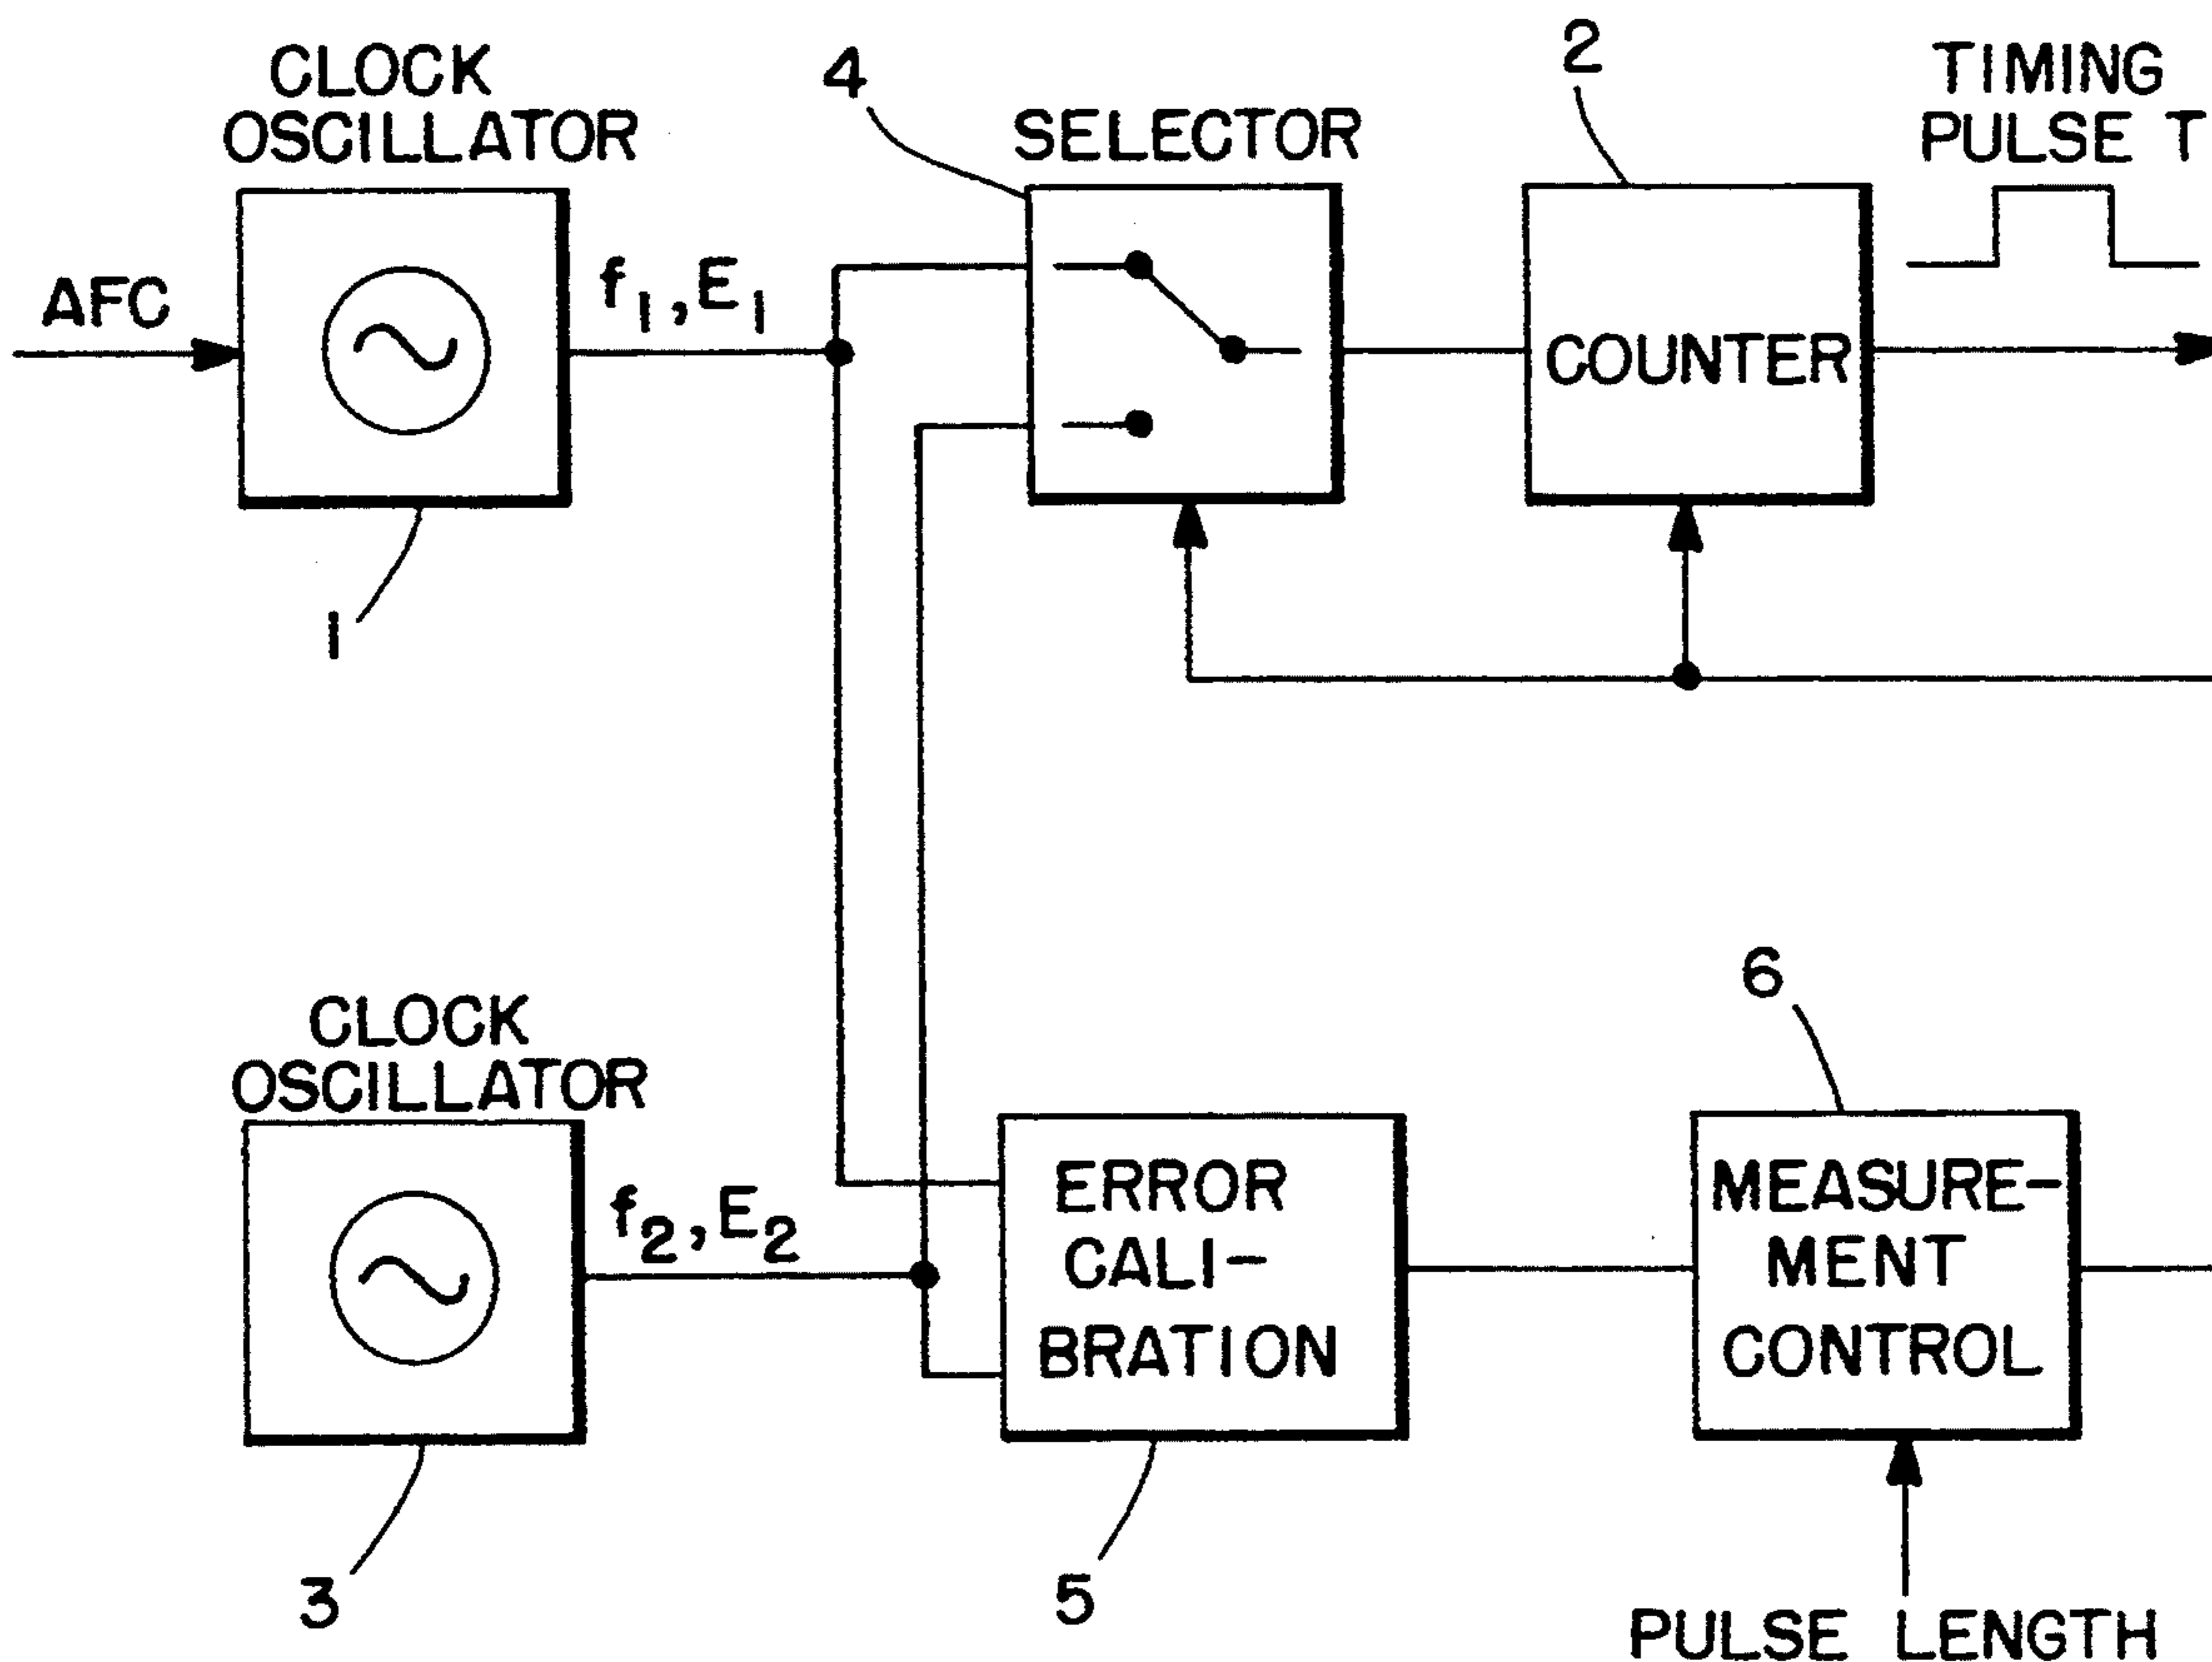 CLOCK
OSCILLATOR
4
SELECTOR
2
TIMING
PULSE T
AFC
f1,E1
COUNTER
1
CLOCK
OSCILLATOR
6
f2,E2
ERROR
CALI-
BRATION
MEASURE-
MENT
CONTROL
3
5
PULSE LENGTH